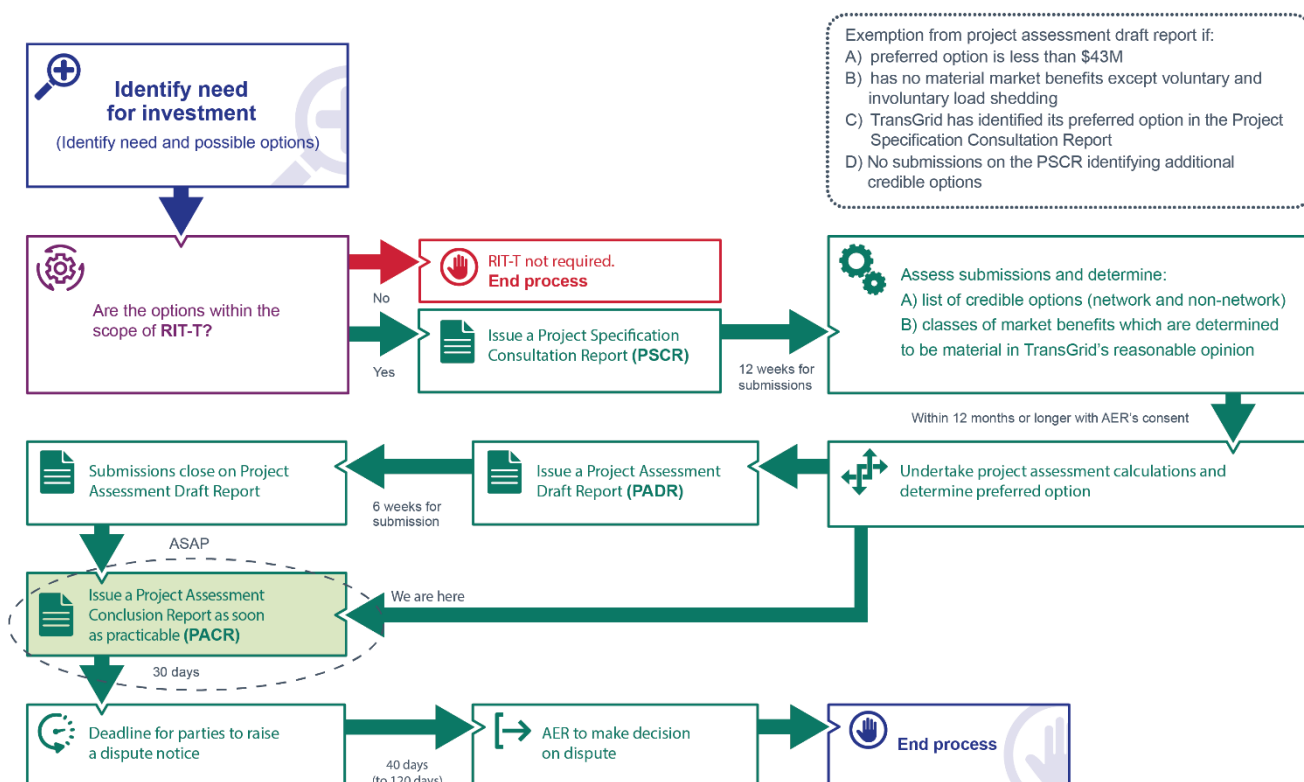 Identify need
for investment
(Identify need and possible options)
Exemption from project assessment draft report if:
A) preferred option is less than $43M
B) has no material market benefits except voluntary and
involuntary load shedding
C) TransGrid has identified its preferred option in the Project
Specification Consultation Report
D) No submissions on the PSCR identifying additional
credible options
Are the options within the
scope of RIT-T?
No
RIT-T not required.
End process
Yes
Issue a Project Specification
Consultation Report (PSCR)
12 weeks for
submissions
Assess submissions and determine:
A) list of credible options (network and non-network)
B) classes of market benefits which are determined
to be material in TransGrid's reasonable opinion
Within 12 months or longer with AER's consent
Undertake project assessment calculations and
determine preferred option
Issue a Project Assessment
Draft Report (PADR)
6 weeks for
submission
Submissions close on Project
Assessment Draft Report
ASAP
Issue a Project Assessment
Conclusion Report as soon
as practicable (PACR)
We are here
30 days
Deadline for parties to raise
a dispute notice
40 days
(to 120 days)
AER to make decision
on dispute
End process